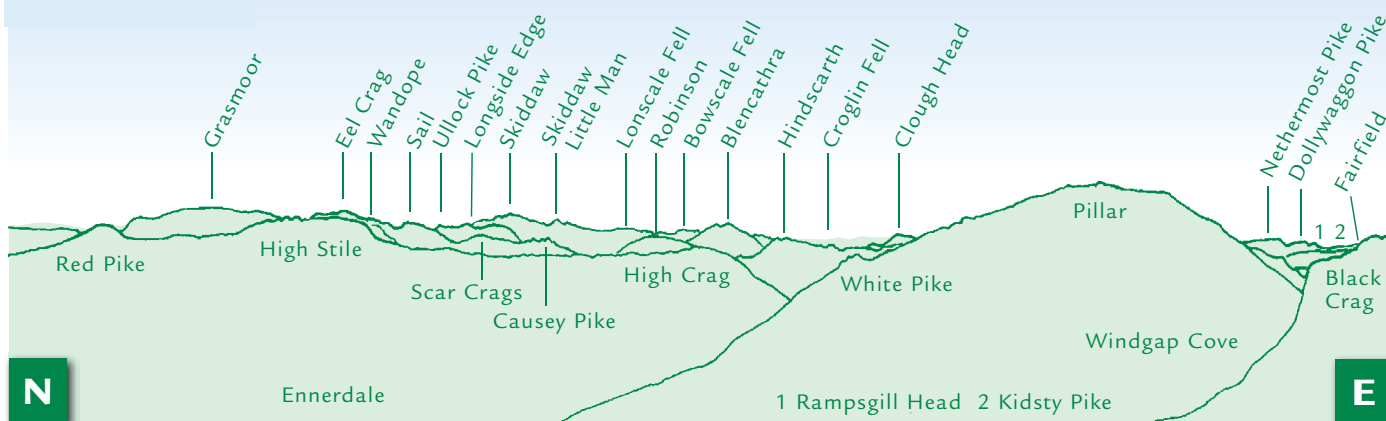 Grasmoor
Eel Crag
Wandope
Sail
Ullock Pike
Longside Edge
Skiddaw
Skiddaw
Little Man
Lonscale Fell
Robinson
Bowscale Fell
Blencathra
Hindscarth
Croglin Fell
Clough Head
Nethermost Pike
Dollywaggon Pike
Fairfield
1 2
Pillar
Red Pike
High Stile
Scar Crags
Causey Pike
High Crag
White Pike
Black
Crag
Windgap Cove
Ennerdale
1 Rampsgill Head 2 Kidsty Pike
N
E